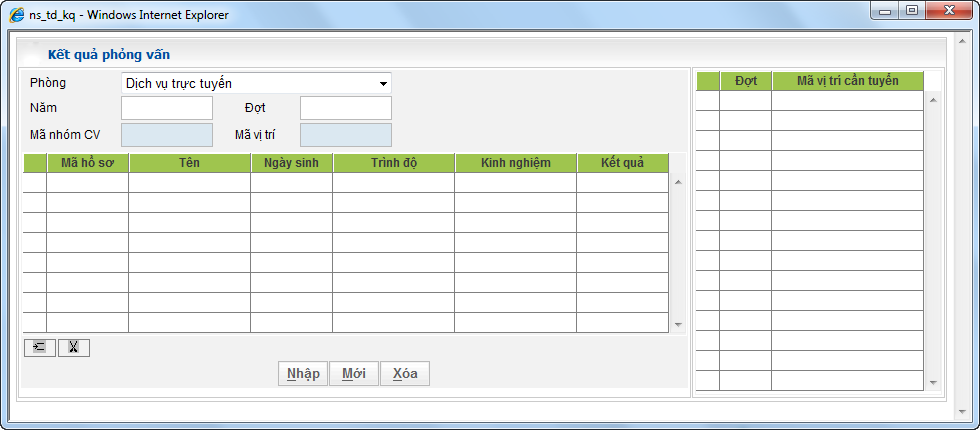 ns_td_kq - Windows Internet Explorer
Kết quả phỏng vấn
Phòng Dịch vụ trực tuyến
Năm Đợt
Mã nhóm CV Mã vị trí
Mã hồ sơ Tên Ngày sinh Trình độ Kinh nghiệm Kết quả
Nhập Mới Xóa
Đợt Mã vị trí cần tuyển